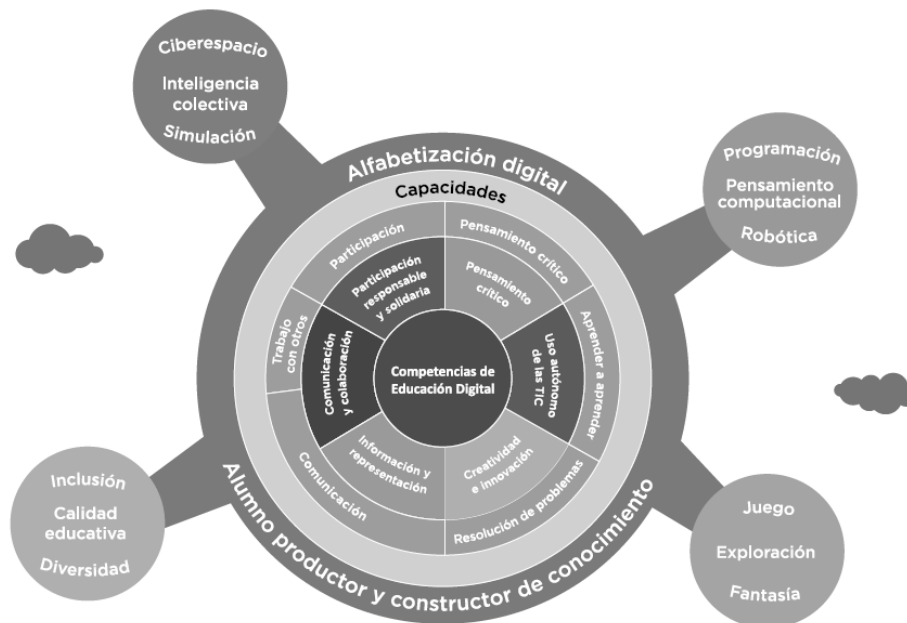 Ciberespacio
Inteligencia
colectiva
Simulación
Programación
Pensamiento
computacional
Robótica
Alfabetización digital
Capacidades
Participación
Pensamiento crítico
Participación
responsable
y solidaria
Pensamiento
crítico
Trabajo
con otros
Comunicación
y colaboración
Competencias de
Educación Digital
Uso autónomo
de las TIC
Aprender a aprender
Comunicación
Información y
representación
Creatividad
e innovación
Resolución de problemas
Alumno productor y constructor de conocimiento
Inclusión
Calidad
educativa
Diversidad
Juego
Exploración
Fantasía